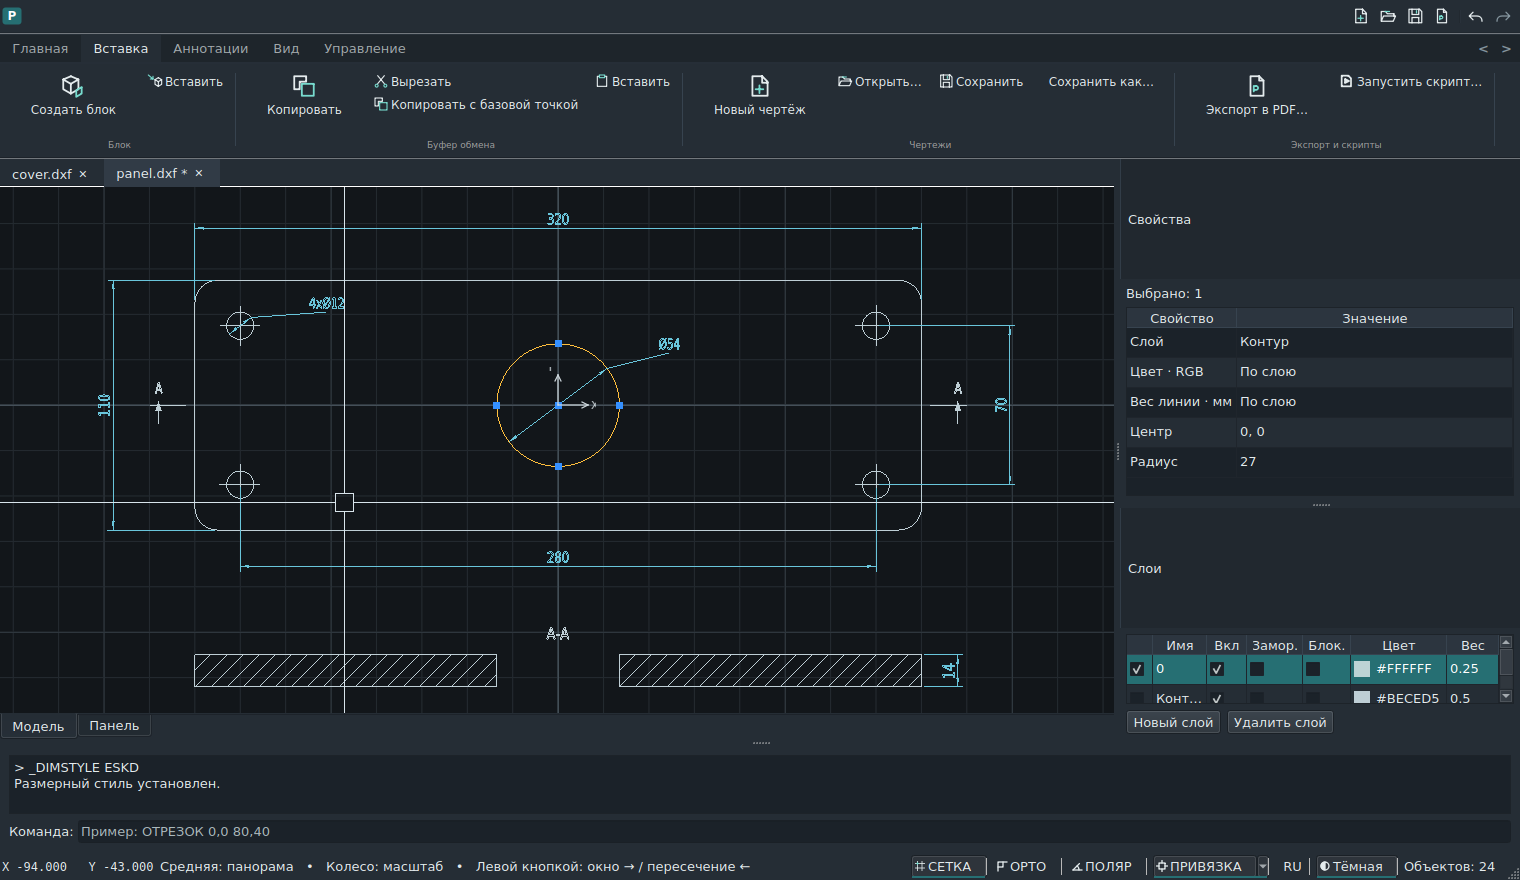 P
Главная Вставка Аннотации Вид Управление < >
Создать блок
Вставить
Блок
Копировать
Вырезать
Копировать с базовой точкой
Вставить
Буфер обмена
Новый чертёж
Открыть...
Сохранить
Сохранить как...
Чертежи
Экспорт в PDF...
Запустить скрипт...
Экспорт и скрипты
cover.dxf ×
panel.dxf * ×
320
4xØ12
Ø54
A
A
110
70
X
280
A-A
14
Модель Панель
Свойства
Выбрано: 1
Свойство Значение
Слой Контур
Цвет · RGB По слою
Вес линии · мм По слою
Центр 0, 0
Радиус 27
Слои
Имя Вкл Замор. Блок. Цвет Вес
0 #FFFFFF 0.25
Конт... #BECED5 0.5
Новый слой Удалить слой
> _DIMSTYLE ESKD
Размерный стиль установлен.
Команда: Пример: ОТРЕЗОК 0,0 80,40
X -94.000 Y -43.000 Средняя: панорама • Колесо: масштаб • Левой кнопкой: окно → / пересечение ← СЕТКА ОРТО ПОЛЯР ПРИВЯЗКА RU Тёмная Объектов: 24